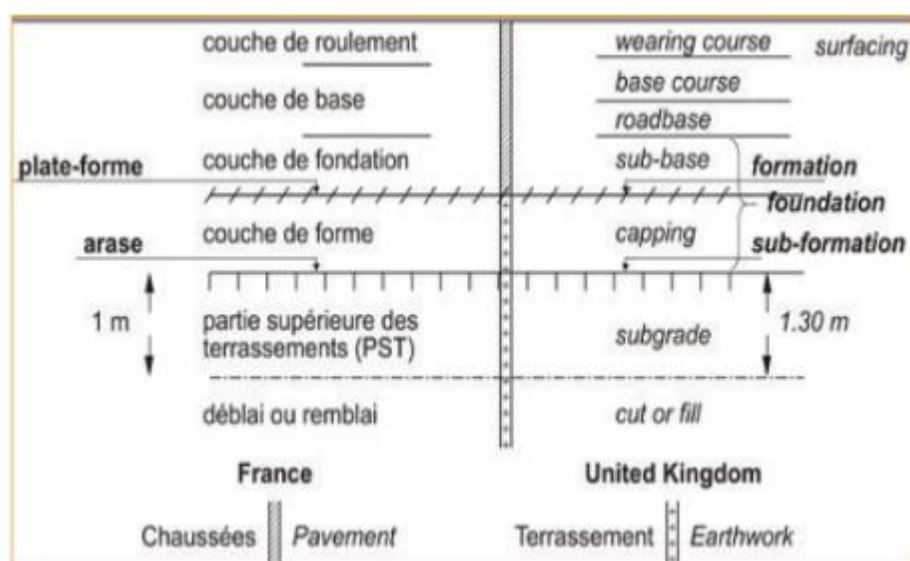 couche de roulement
wearing course
surfacing
couche de base
base course
roadbase
plate-forme
couche de fondation
sub-base
formation
foundation
arase
couche de forme
capping
sub-formation
1 m
partie supérieure des
terrassements (PST)
subgrade
1.30 m
déblai ou remblai
cut or fill
France
United Kingdom
Chaussées
Pavement
Terrassement
Earthwork